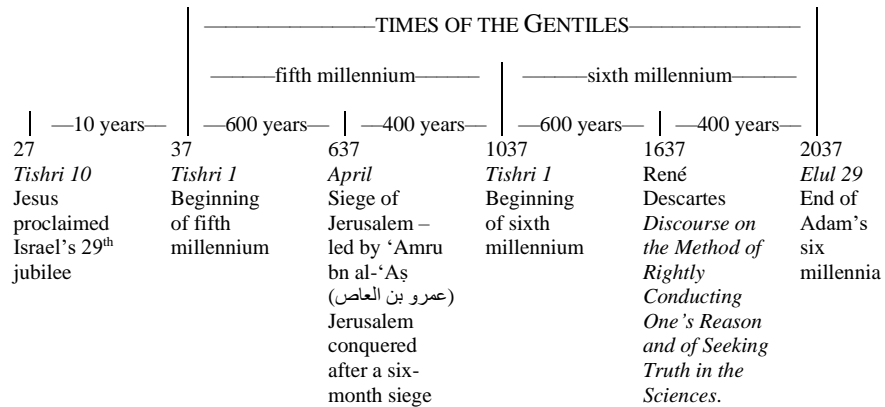 TIMES OF THE GENTILES
fifth millennium
sixth millennium
10 years
600 years
400 years
600 years
400 years
27
Tishri 10
Jesus
proclaimed
Israel’s 29th
jubilee
37
Tishri 1
Beginning
of fifth
millennium
637
April
Siege of
Jerusalem –
led by ‘Amru
bn al-‘Aṣ
(عمرو بن العاص)
Jerusalem
conquered
after a six-
month siege
1037
Tishri 1
Beginning
of sixth
millennium
1637
René
Descartes
Discourse on
the Method of
Rightly
Conducting
One’s Reason
and of Seeking
Truth in the
Sciences.
2037
Elul 29
End of
Adam’s
six
millennia